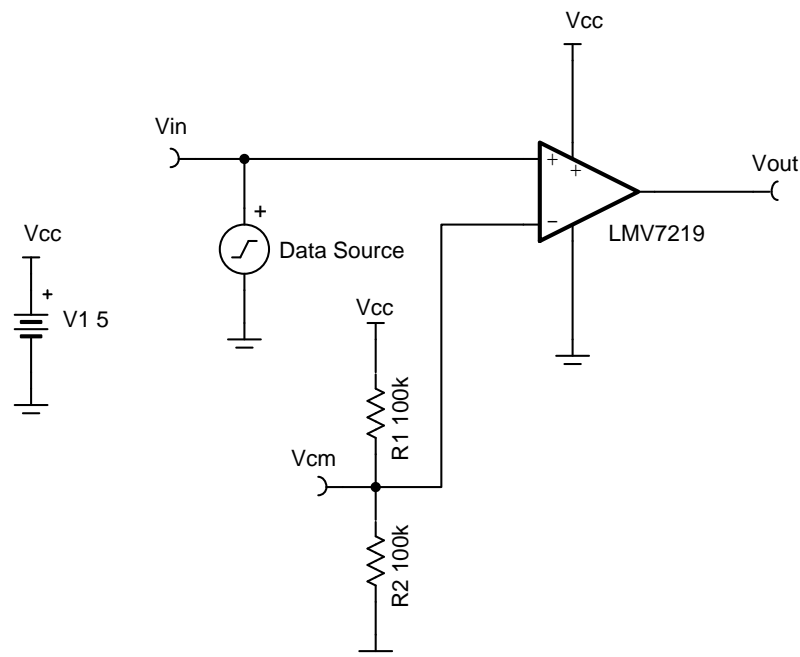 Vcc
Vin
+
+
−
Vout
LMV7219
+
Data Source
Vcc
+
V1 5
Vcc
R1 100k
Vcm
R2 100k